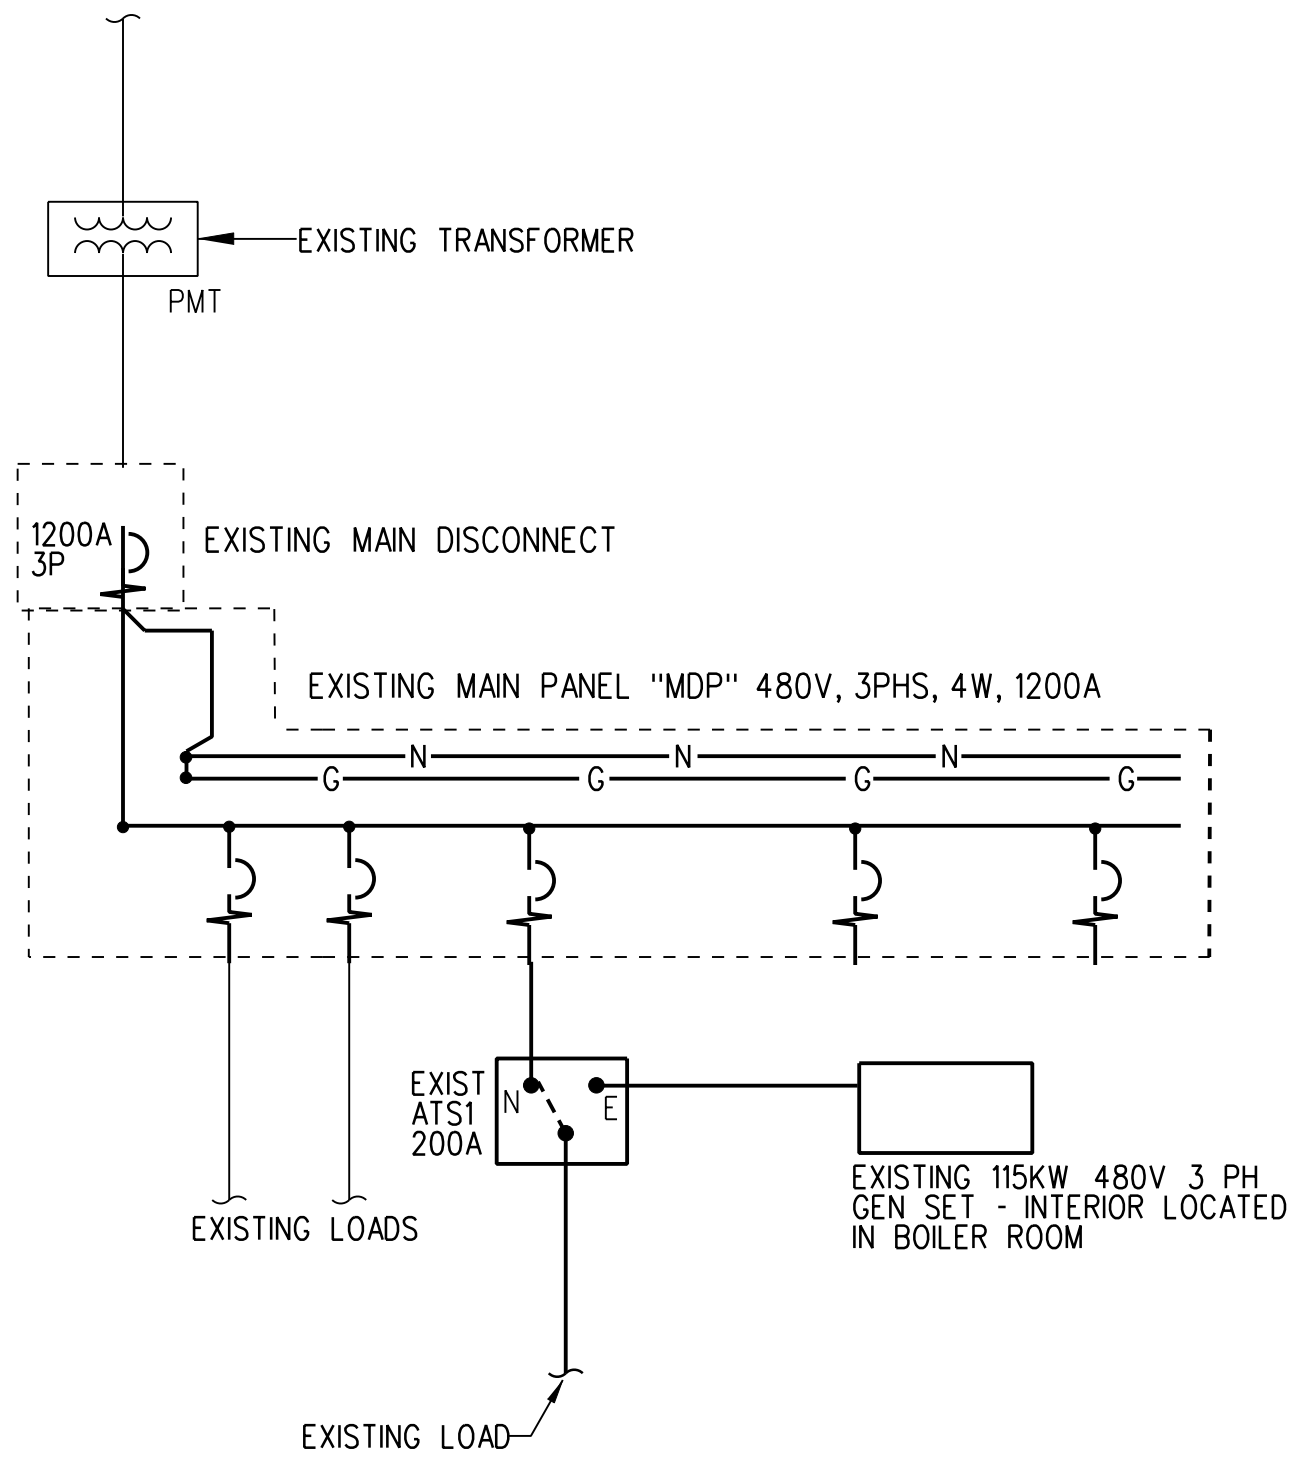 EXISTING TRANSFORMER
PMT
1200A
3P
EXISTING MAIN DISCONNECT
EXISTING MAIN PANEL "MDP" 480V, 3PHS, 4W, 1200A
N N N
G G G G
EXIST
ATS1
200A
N
E
EXISTING 115KW 480V 3 PH
GEN SET - INTERIOR LOCATED
IN BOILER ROOM
EXISTING LOADS
EXISTING LOAD